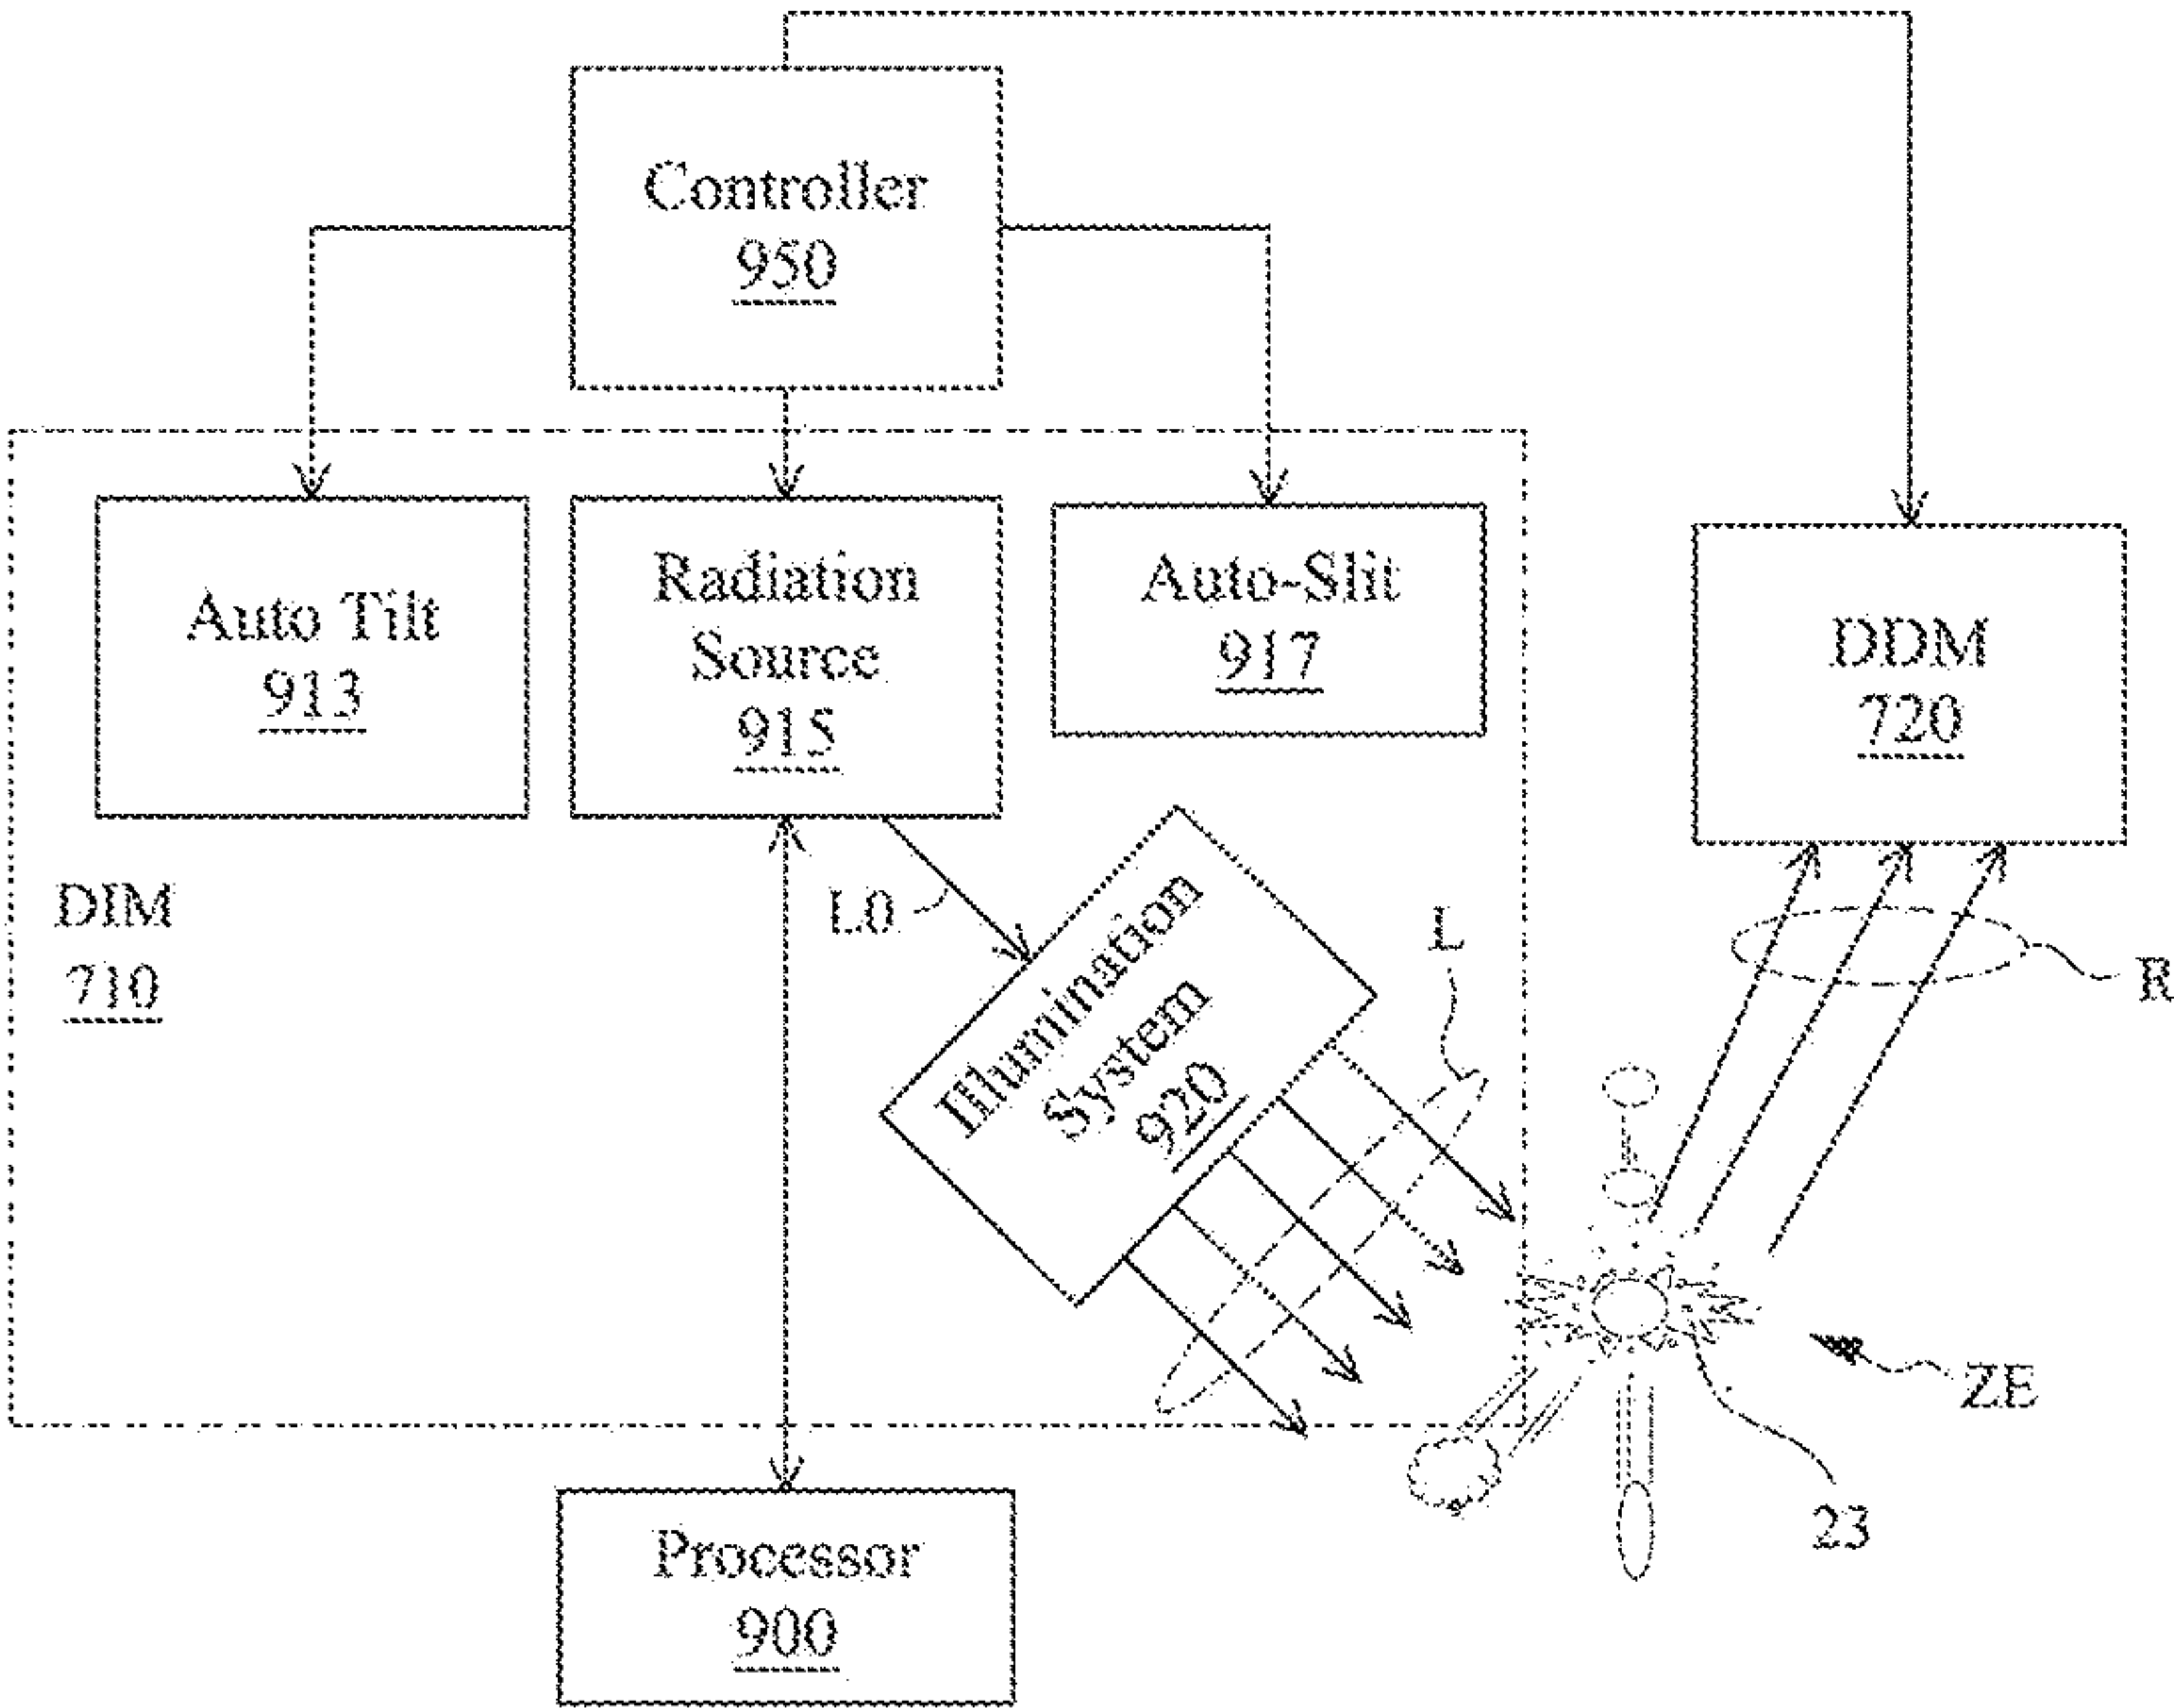 Controller
950
Auto Tilt
913
Radiation
Source
915
Auto-Slit
917
DDM
720
DIM
710
L0
Illumination
System
920
L
R
ZE
23
Processor
900